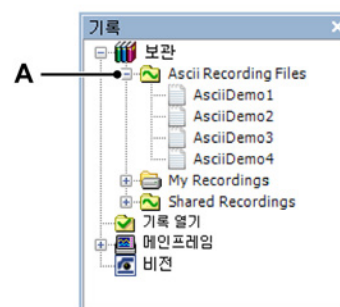 기록
보관
A
Ascii Recording Files
AsciiDemo1
AsciiDemo2
AsciiDemo3
AsciiDemo4
My Recordings
Shared Recordings
기록 열기
메인프레임
비전